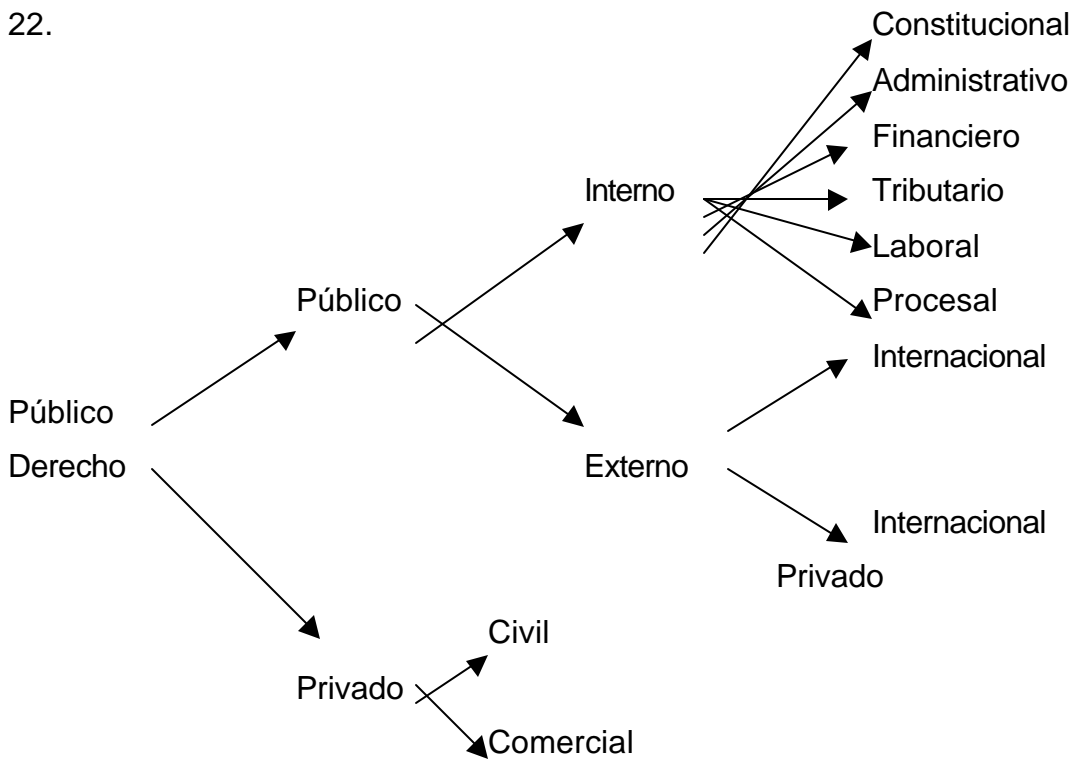 22.
Constitucional
Administrativo
Financiero
Interno
Tributario
Laboral
Público
Procesal
Internacional
Público
Derecho
Externo
Internacional
Privado
Civil
Privado
Comercial